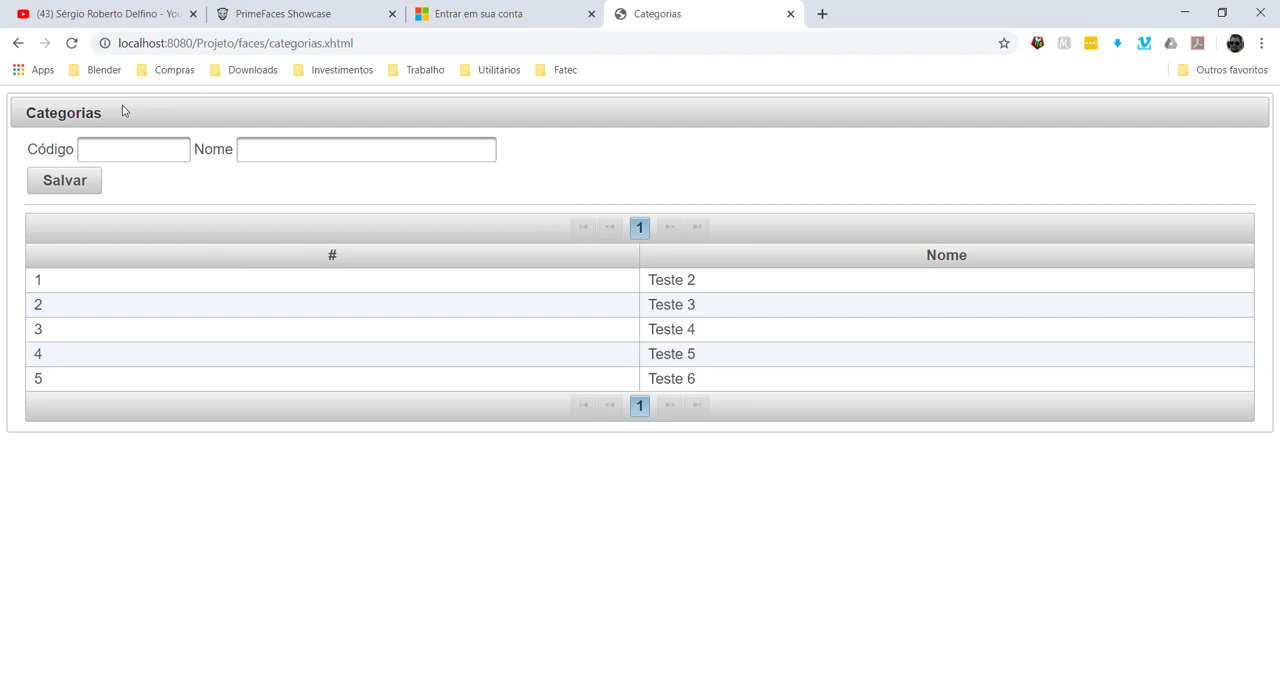 (43) Sérgio Roberto Delfino - You
PrimeFaces Showcase
Entrar em sua conta
Categorias
localhost:8080/Projeto/faces/categorias.xhtml
Apps
Blender
Compras
Downloads
Investimentos
Trabalho
Utilitários
Fatec
Outros favoritos
Categorias
Código
Nome
Salvar
1
# Nome
1 Teste 2
2 Teste 3
3 Teste 4
4 Teste 5
5 Teste 6
1